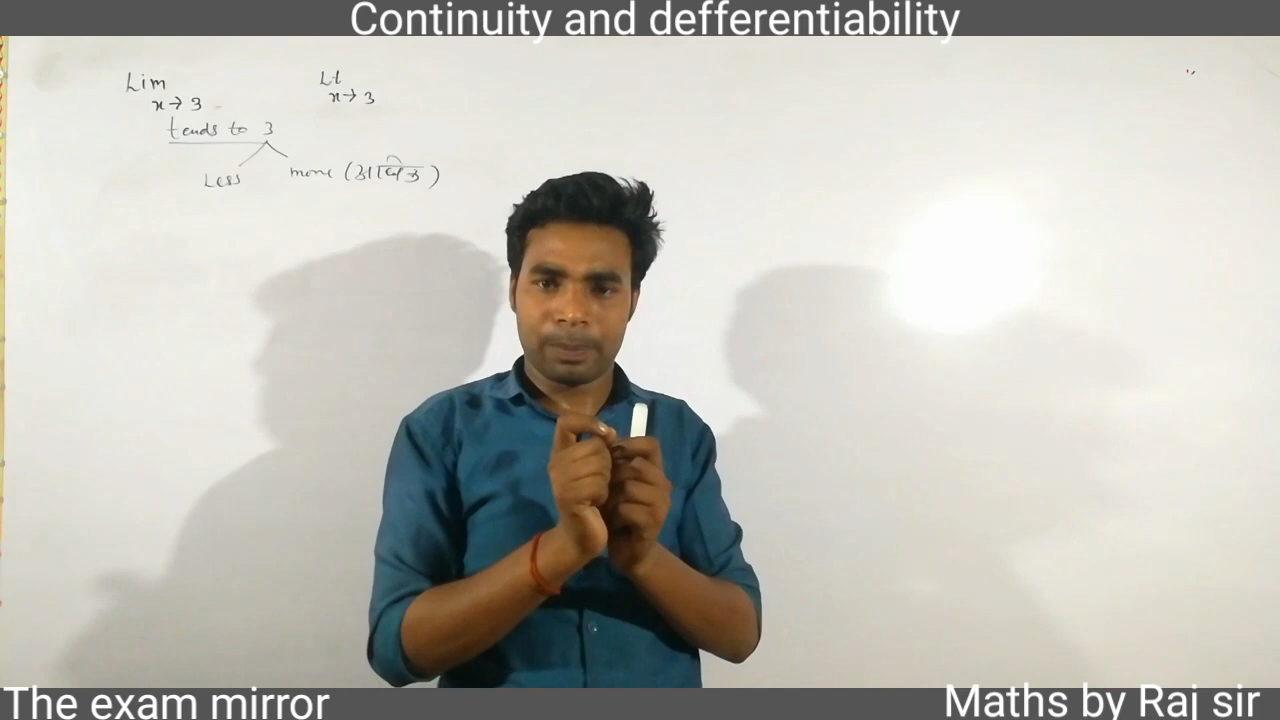 Continuity and defferentiability
Lim
x→3
Lt
x→3
tends to 3
Less
more (अधिक)
The exam mirror
Maths by Raj sir